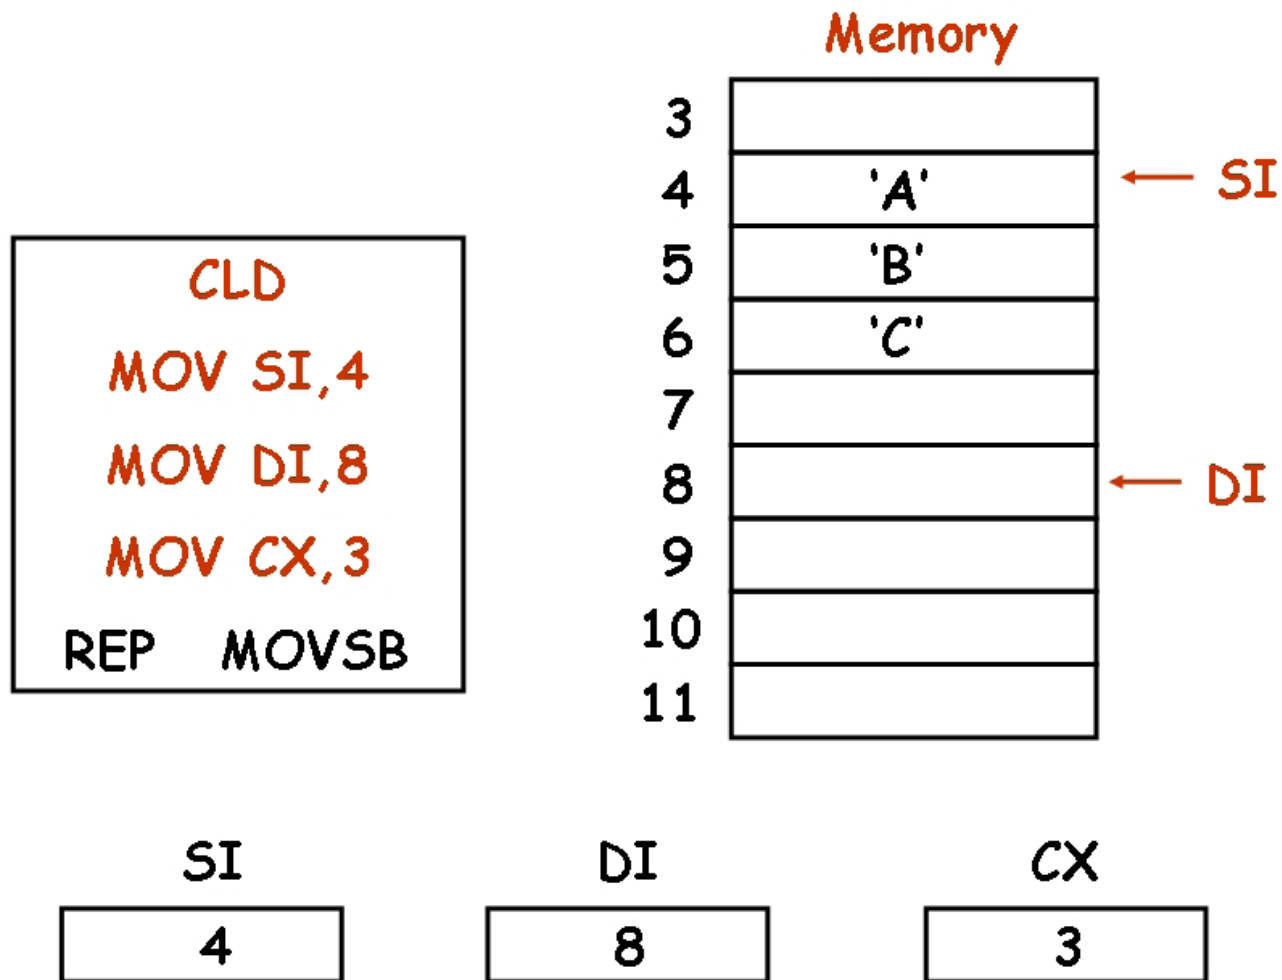 Memory
3
4 'A' SI
5 'B'
6 'C'
7
8 DI
9
10
11
CLD
MOV SI,4
MOV DI,8
MOV CX,3
REP MOVSB
SI DI CX
4 8 3